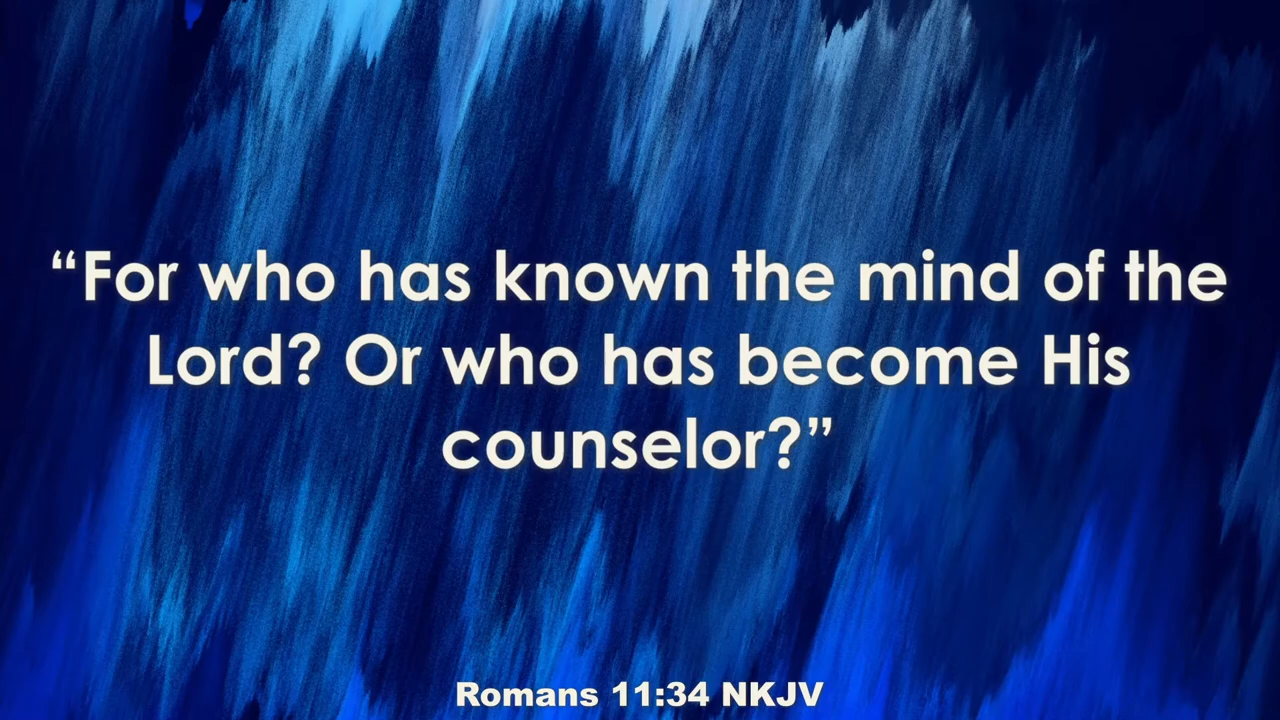 “For who has known the mind of the
Lord? Or who has become His
counselor?”
Romans 11:34 NKJV